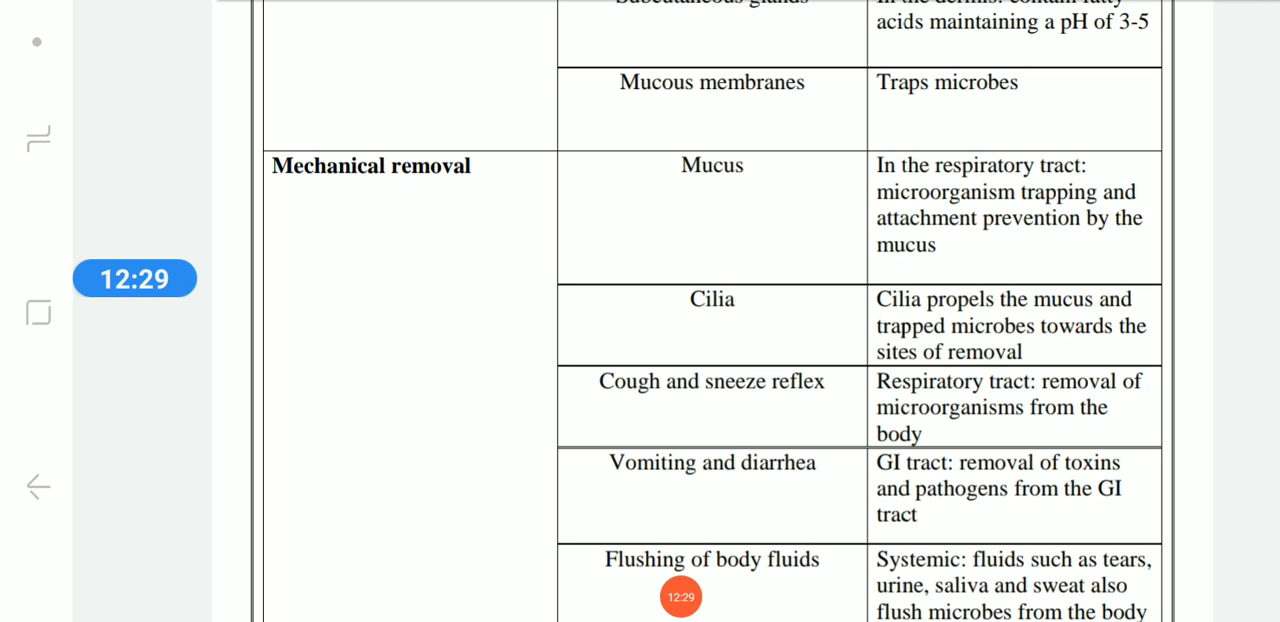 acids maintaining a pH of 3-5
Mucous membranes
Traps microbes
Mechanical removal
Mucus
In the respiratory tract:
microorganism trapping and
attachment prevention by the
mucus
12:29
Cilia
Cilia propels the mucus and
trapped microbes towards the
sites of removal
Cough and sneeze reflex
Respiratory tract: removal of
microorganisms from the
body
Vomiting and diarrhea
GI tract: removal of toxins
and pathogens from the GI
tract
Flushing of body fluids
Systemic: fluids such as tears,
urine, saliva and sweat also
flush microbes from the body
12:29